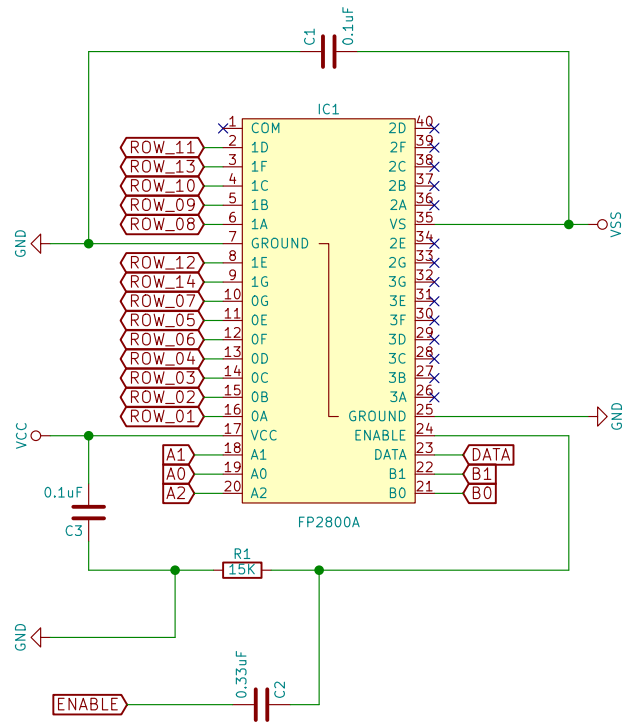 C1
0.1uF
IC1
1 COM 2D 40
ROW_11 2 1D 2F 39
ROW_13 3 1F 2C 38
ROW_10 4 1C 2B 37
ROW_09 5 1B 2A 36
ROW_08 6 1A VS 35 VSS
GND 7 GROUND 2E 34
ROW_12 8 1E 2G 33
ROW_14 9 1G 3G 32
ROW_07 10 0G 3E 31
ROW_05 11 0E 3F 30
ROW_06 12 0F 3D 29
ROW_04 13 0D 3C 28
ROW_03 14 0C 3B 27
ROW_02 15 0B 3A 26
ROW_01 16 0A GROUND 25 GND
VCC 17 VCC ENABLE 24
A1 18 A1 DATA 23 DATA
A0 19 A0 B1 22 B1
A2 20 A2 B0 21 B0
0.1uF
C3
FP2800A
R1
15K
GND
0.33uF
C2
ENABLE